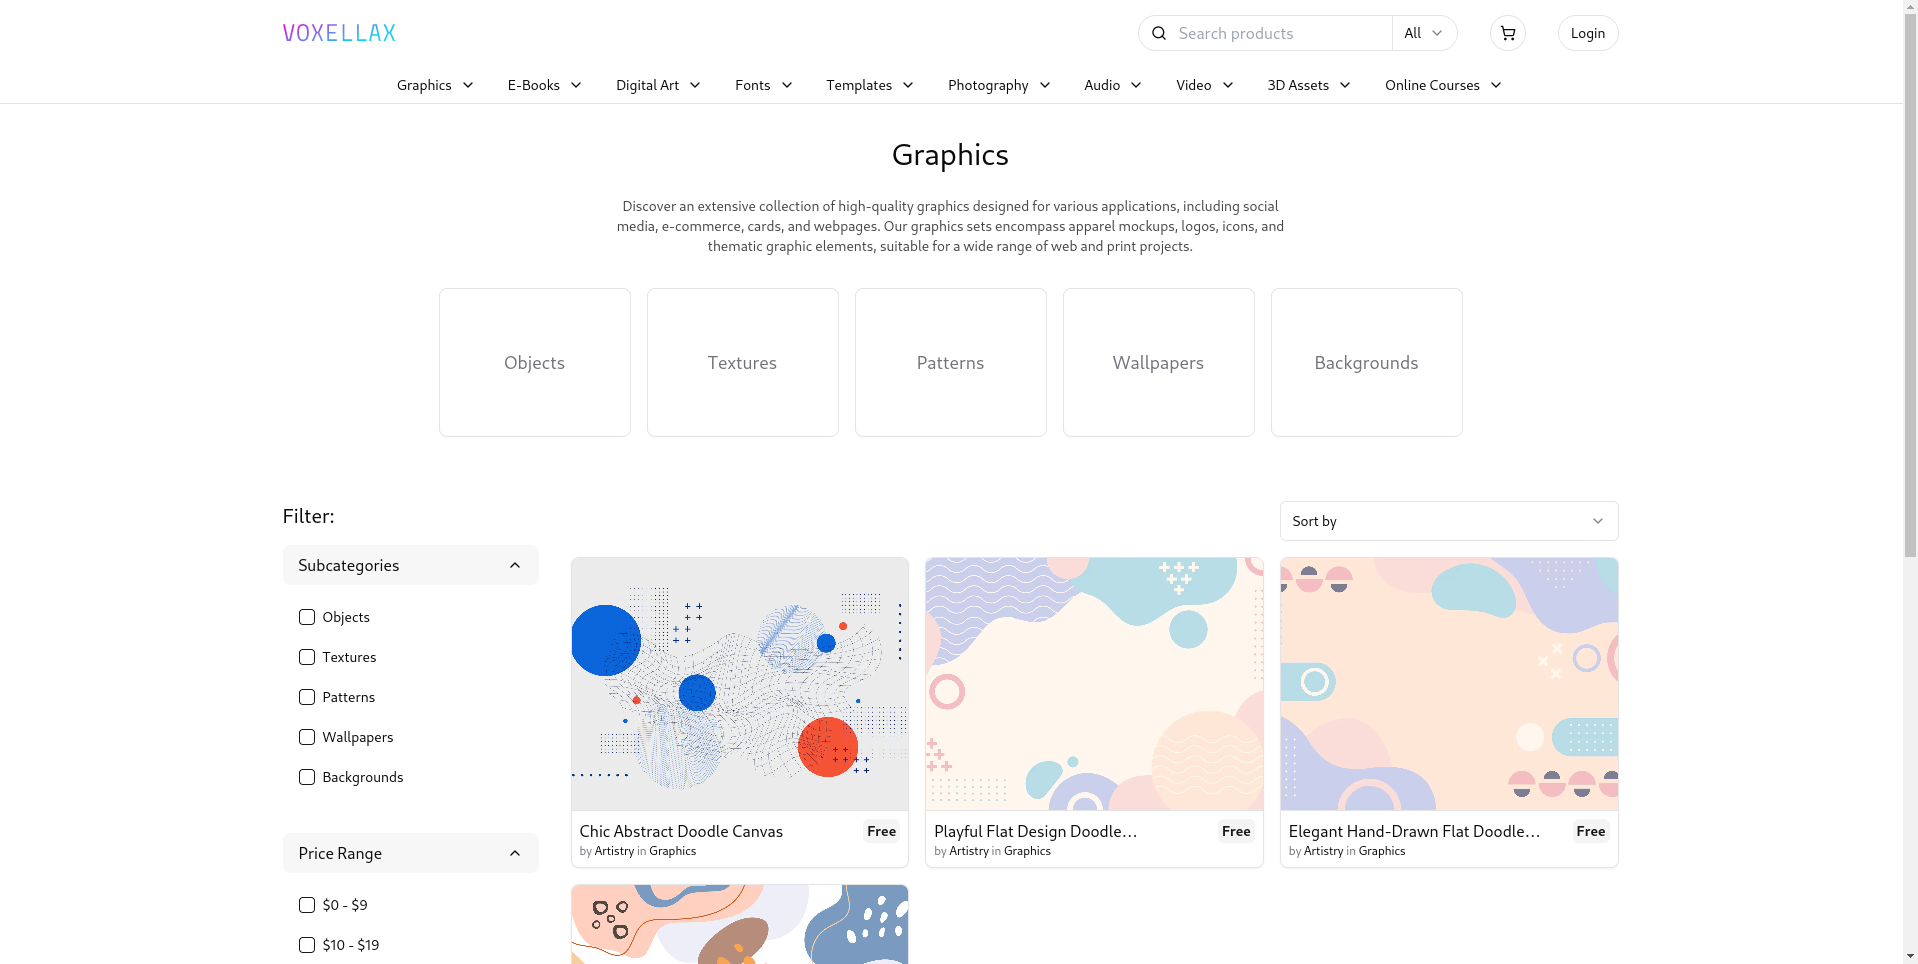 VOXELLAX
Search products
All
Login
Graphics
E-Books
Digital Art
Fonts
Templates
Photography
Audio
Video
3D Assets
Online Courses
Graphics
Discover an extensive collection of high-quality graphics designed for various applications, including social
media, e-commerce, cards, and webpages. Our graphics sets encompass apparel mockups, logos, icons, and
thematic graphic elements, suitable for a wide range of web and print projects.
Objects
Textures
Patterns
Wallpapers
Backgrounds
Filter:
Sort by
Subcategories
Objects
Textures
Patterns
Wallpapers
Backgrounds
Price Range
$0 - $9
$10 - $19
Chic Abstract Doodle Canvas
Free
by Artistry in Graphics
Playful Flat Design Doodle...
Free
by Artistry in Graphics
Elegant Hand-Drawn Flat Doodle...
Free
by Artistry in Graphics